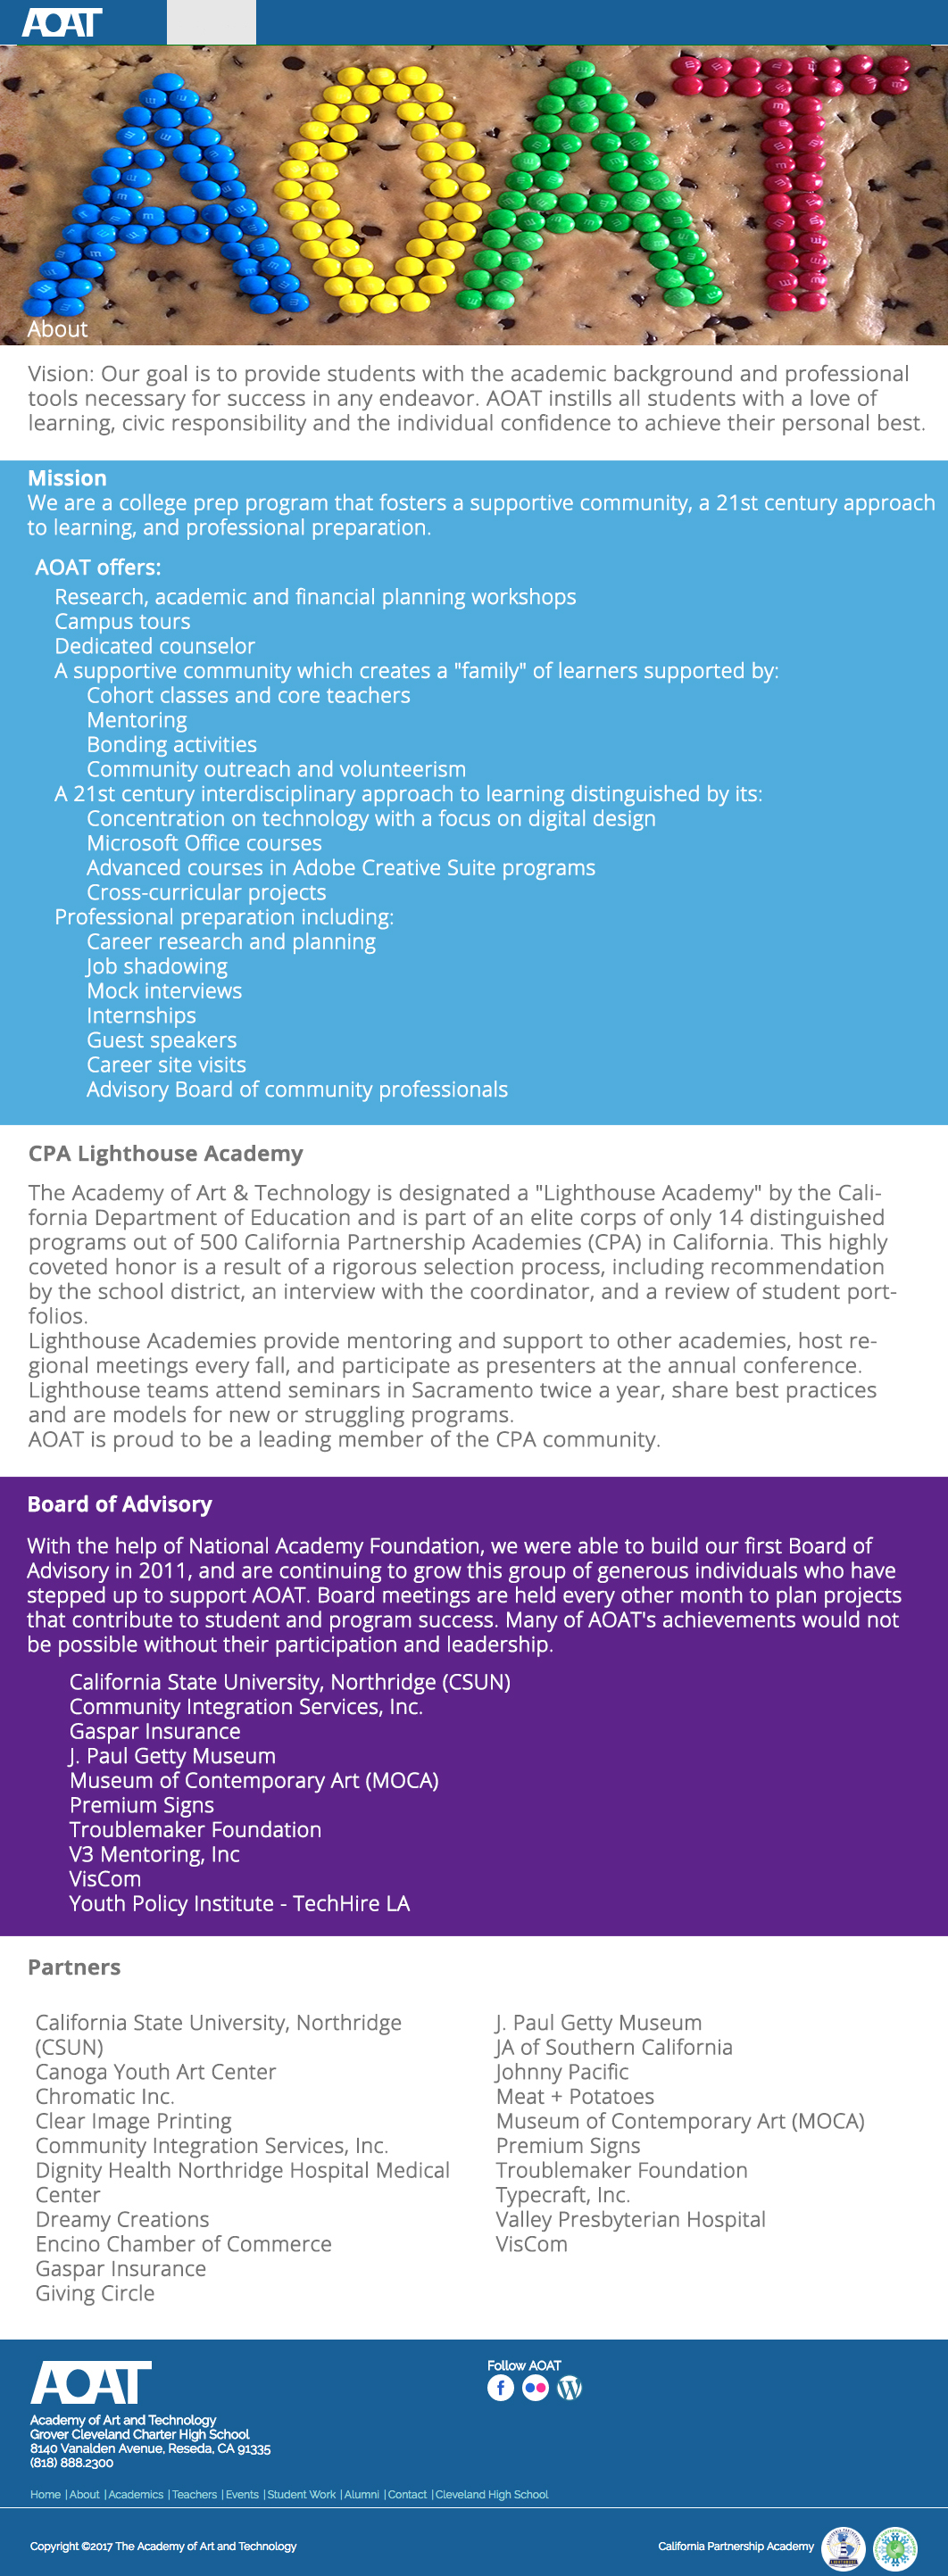 AOAT
AOAT
About
Vision: Our goal is to provide students with the academic background and professional
tools necessary for success in any endeavor. AOAT instills all students with a love of
learning, civic responsibility and the individual confidence to achieve their personal best.
Mission
We are a college prep program that fosters a supportive community, a 21st century approach
to learning, and professional preparation.
AOAT offers:
Research, academic and financial planning workshops
Campus tours
Dedicated counselor
A supportive community which creates a "family" of learners supported by:
Cohort classes and core teachers
Mentoring
Bonding activities
Community outreach and volunteerism
A 21st century interdisciplinary approach to learning distinguished by its:
Concentration on technology with a focus on digital design
Microsoft Office courses
Advanced courses in Adobe Creative Suite programs
Cross-curricular projects
Professional preparation including:
Career research and planning
Job shadowing
Mock interviews
Internships
Guest speakers
Career site visits
Advisory Board of community professionals
CPA Lighthouse Academy
The Academy of Art & Technology is designated a "Lighthouse Academy" by the Cali-
fornia Department of Education and is part of an elite corps of only 14 distinguished
programs out of 500 California Partnership Academies (CPA) in California. This highly
coveted honor is a result of a rigorous selection process, including recommendation
by the school district, an interview with the coordinator, and a review of student port-
folios.
Lighthouse Academies provide mentoring and support to other academies, host re-
gional meetings every fall, and participate as presenters at the annual conference.
Lighthouse teams attend seminars in Sacramento twice a year, share best practices
and are models for new or struggling programs.
AOAT is proud to be a leading member of the CPA community.
Board of Advisory
With the help of National Academy Foundation, we were able to build our first Board of
Advisory in 2011, and are continuing to grow this group of generous individuals who have
stepped up to support AOAT. Board meetings are held every other month to plan projects
that contribute to student and program success. Many of AOAT's achievements would not
be possible without their participation and leadership.
California State University, Northridge (CSUN)
Community Integration Services, Inc.
Gaspar Insurance
J. Paul Getty Museum
Museum of Contemporary Art (MOCA)
Premium Signs
Troublemaker Foundation
V3 Mentoring, Inc
VisCom
Youth Policy Institute - TechHire LA
Partners
California State University, Northridge
(CSUN)
Canoga Youth Art Center
Chromatic Inc.
Clear Image Printing
Community Integration Services, Inc.
Dignity Health Northridge Hospital Medical
Center
Dreamy Creations
Encino Chamber of Commerce
Gaspar Insurance
Giving Circle
J. Paul Getty Museum
JA of Southern California
Johnny Pacific
Meat + Potatoes
Museum of Contemporary Art (MOCA)
Premium Signs
Troublemaker Foundation
Typecraft, Inc.
Valley Presbyterian Hospital
VisCom
AOAT
Academy of Art and Technology
Grover Cleveland Charter High School
8140 Vanalden Avenue, Reseda, CA 91335
(818) 888.2300
Follow AOAT
Home | About | Academics | Teachers | Events | Student Work | Alumni | Contact | Cleveland High School
Copyright ©2017 The Academy of Art and Technology
California Partnership Academy